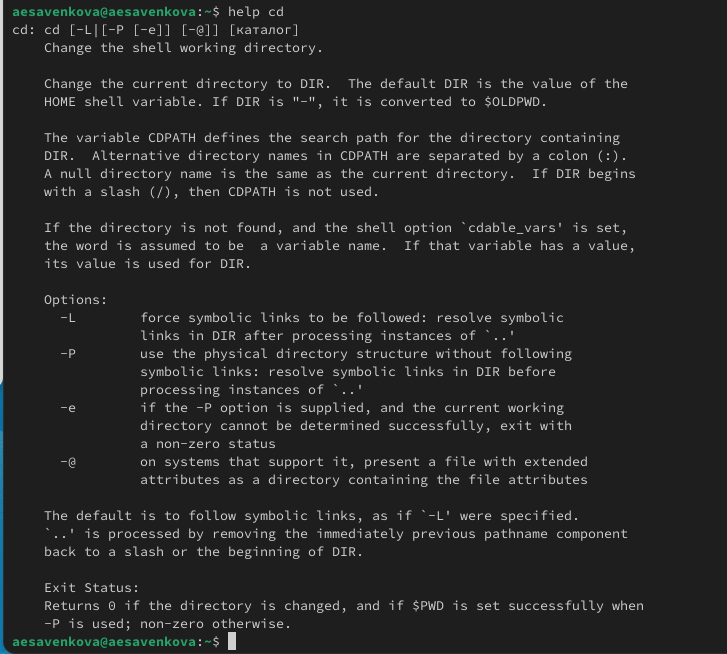 aesavenkova@aesavenkova:~$ help cd
cd: cd [-L|[-P [-e]] [-@]] [каталог]
    Change the shell working directory.

    Change the current directory to DIR.  The default DIR is the value of the
    HOME shell variable. If DIR is "-", it is converted to $OLDPWD.

    The variable CDPATH defines the search path for the directory containing
    DIR.  Alternative directory names in CDPATH are separated by a colon (:).
    A null directory name is the same as the current directory.  If DIR begins
    with a slash (/), then CDPATH is not used.

    If the directory is not found, and the shell option `cdable_vars' is set,
    the word is assumed to be  a variable name.  If that variable has a value,
    its value is used for DIR.

    Options:
      -L        force symbolic links to be followed: resolve symbolic
                links in DIR after processing instances of `..'
      -P        use the physical directory structure without following
                symbolic links: resolve symbolic links in DIR before
                processing instances of `..'
      -e        if the -P option is supplied, and the current working
                directory cannot be determined successfully, exit with
                a non-zero status
      -@        on systems that support it, present a file with extended
                attributes as a directory containing the file attributes

    The default is to follow symbolic links, as if `-L' were specified.
    `..' is processed by removing the immediately previous pathname component
    back to a slash or the beginning of DIR.

    Exit Status:
    Returns 0 if the directory is changed, and if $PWD is set successfully when
    -P is used; non-zero otherwise.
aesavenkova@aesavenkova:~$